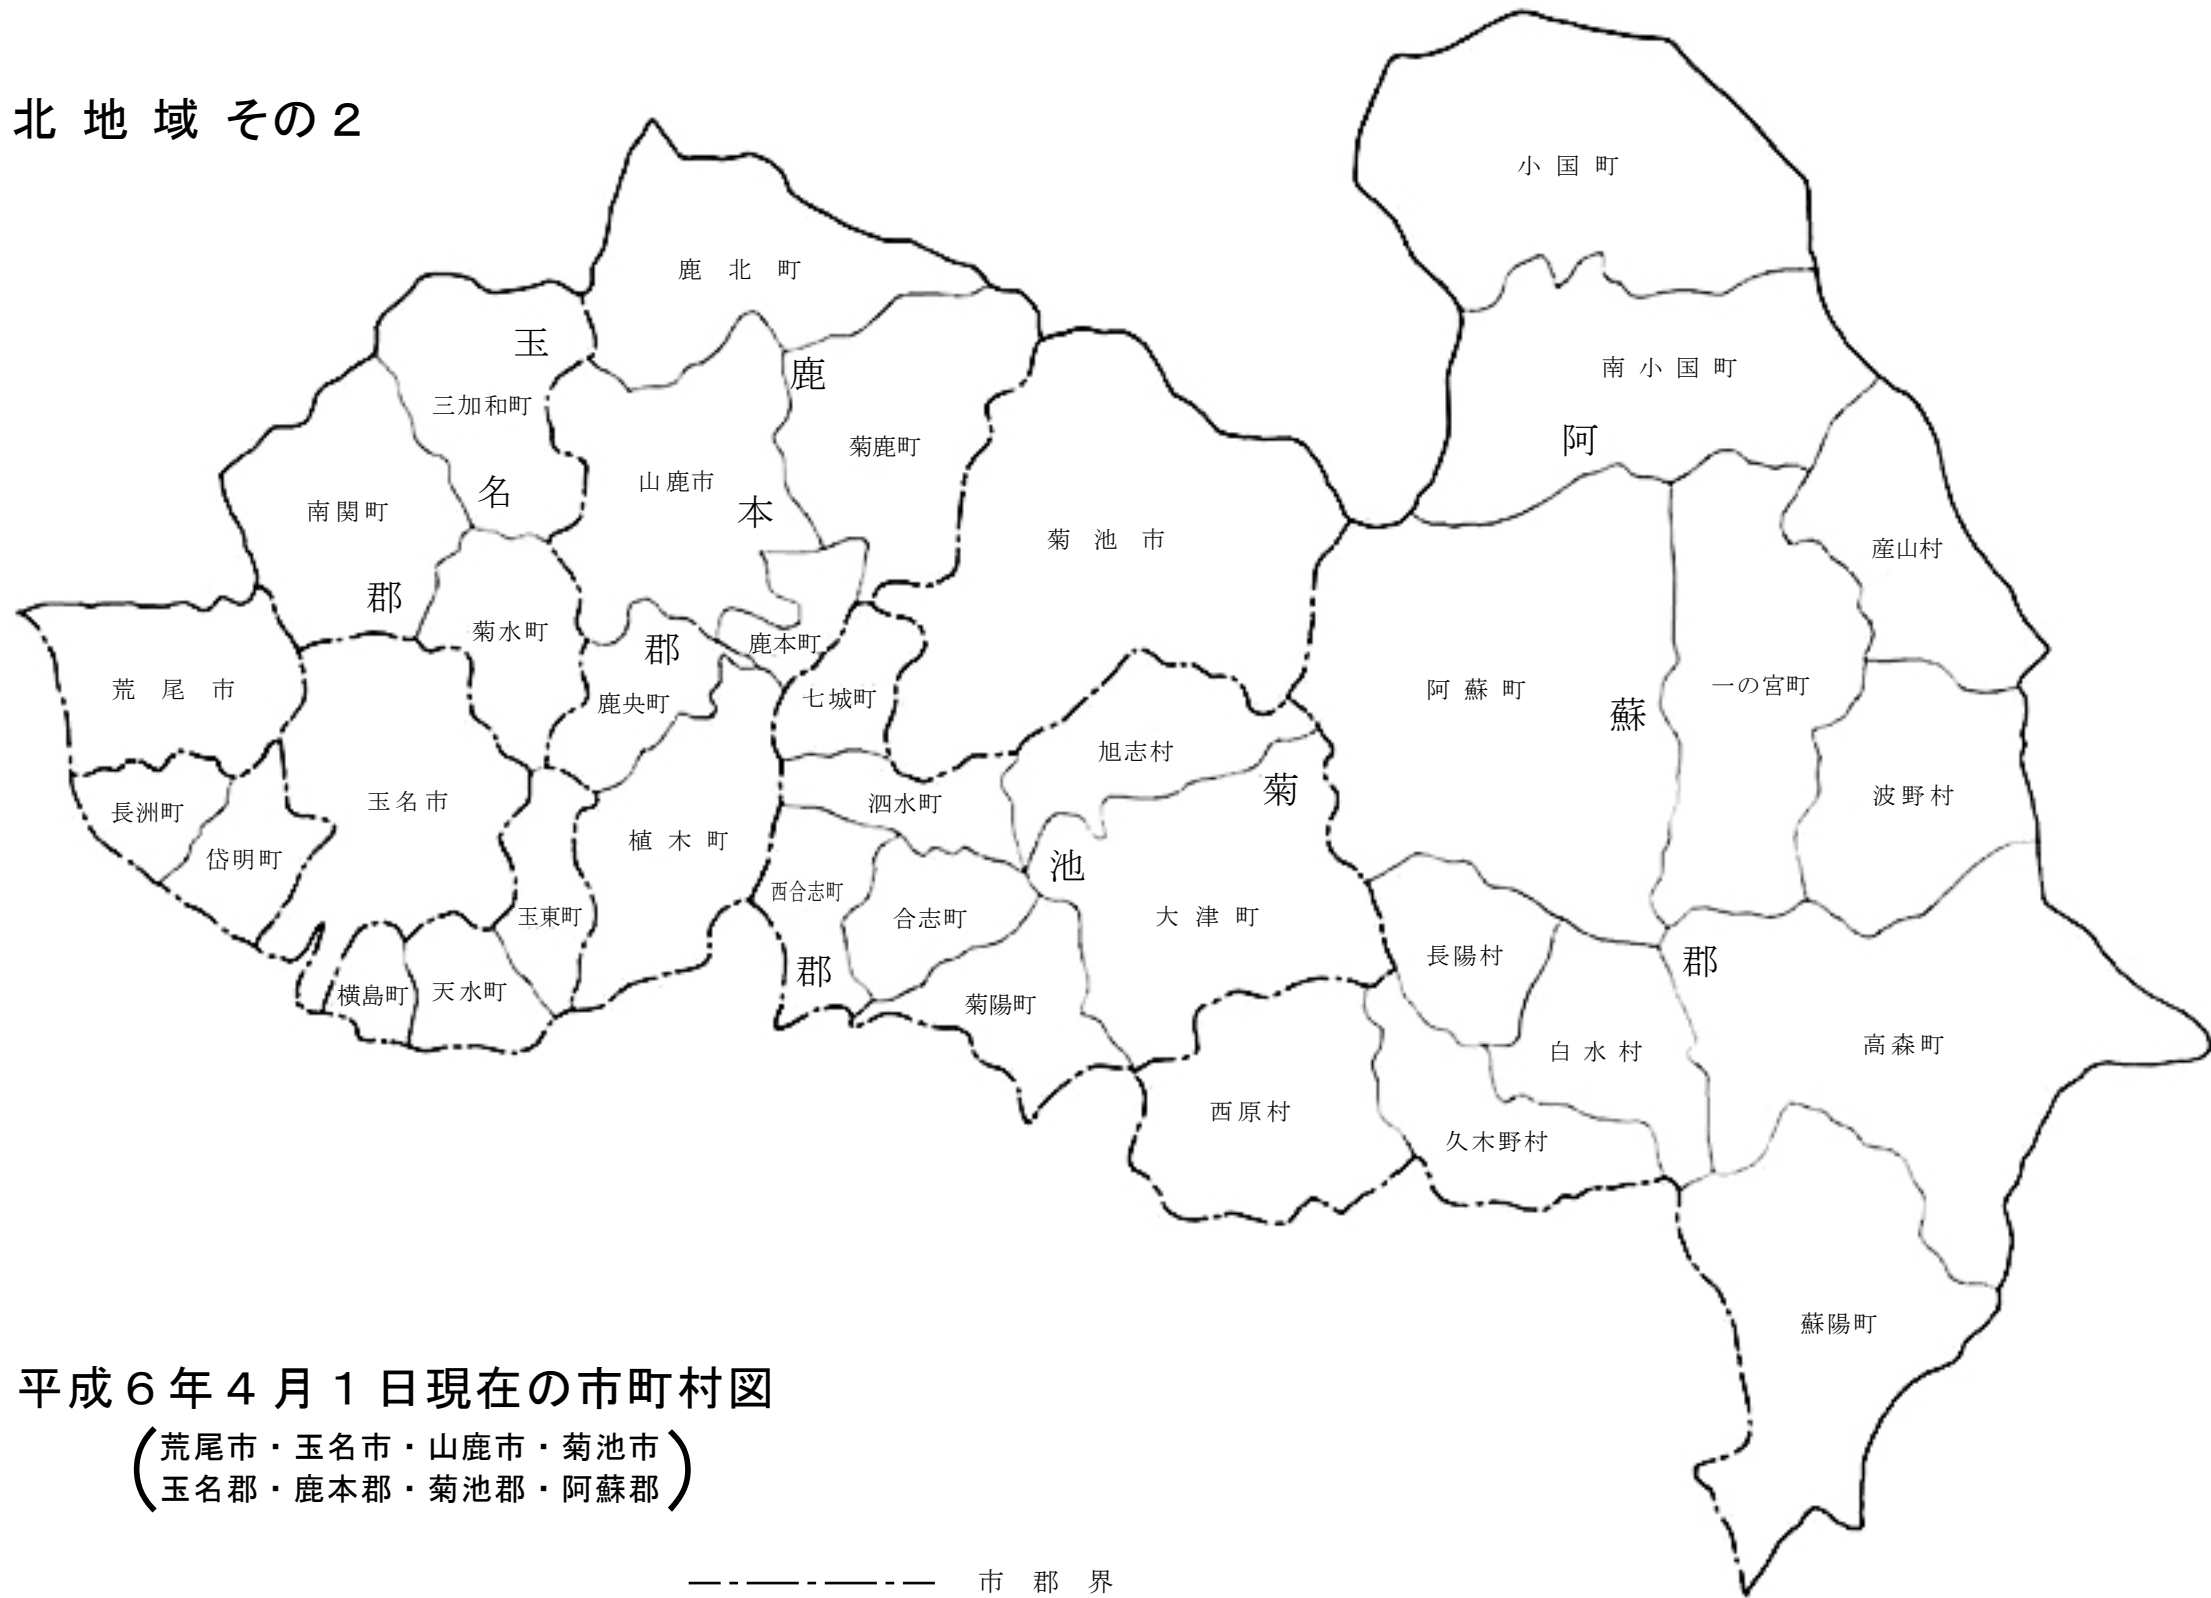 北地域 その２
小国町
鹿北町
玉
鹿
南小国町
三加和町
阿
菊鹿町
山鹿市
名
本
南関町
菊池市
産山村
郡
菊水町
郡
鹿本町
荒尾市
鹿央町
七城町
阿蘇町
蘇
一の宮町
旭志村
菊
長洲町
玉名市
泗水町
波野村
岱明町
植木町
池
西合志町
玉東町
合志町
大津町
長陽村
郡
郡
横島町
天水町
菊陽町
白水村
高森町
西原村
久木野村
蘇陽町
平成６年４月１日現在の市町村図
（荒尾市・玉名市・山鹿市・菊池市
玉名郡・鹿本郡・菊池郡・阿蘇郡）
市郡界